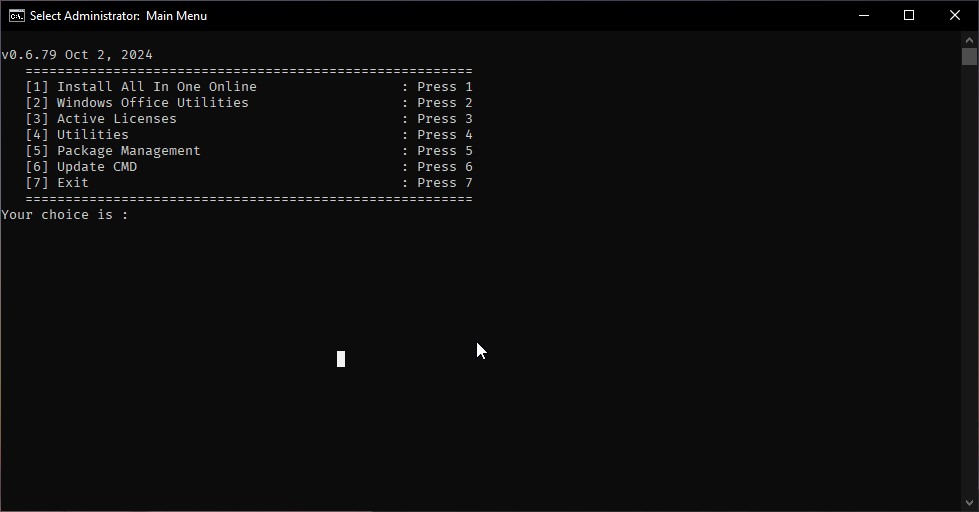 Select Administrator:  Main Menu
v0.6.79 Oct 2, 2024
========================================================
[1] Install All In One Online                  : Press 1
[2] Windows Office Utilities                   : Press 2
[3] Active Licenses                            : Press 3
[4] Utilities                                  : Press 4
[5] Package Management                         : Press 5
[6] Update CMD                                 : Press 6
[7] Exit                                       : Press 7
========================================================
Your choice is :